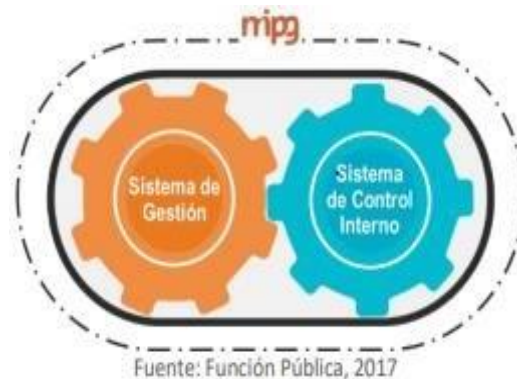 mipg
Sistema de
Gestión
Sistema
de Control
Interno
Fuente: Función Pública, 2017